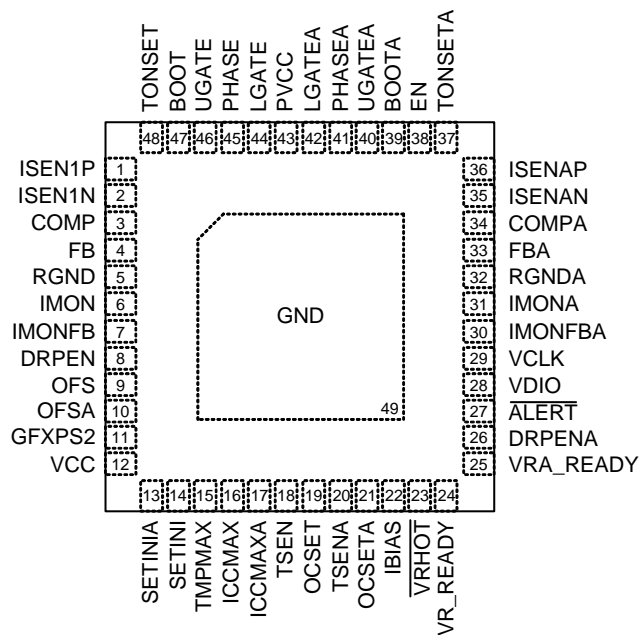 TONSET
BOOT
UGATE
PHASE
LGATE
PVCC
LGATEA
PHASEA
UGATEA
BOOTA
EN
TONSETA
48 47 46 45 44 43 42 41 40 39 38 37
ISEN1P 1 36 ISENAP
ISEN1N 2 35 ISENAN
COMP 3 34 COMPA
FB 4 33 FBA
RGND 5 32 RGNDA
IMON 6 31 IMONA
GND
IMONFB 7 30 IMONFBA
DRPEN 8 29 VCLK
OFS 9 28 VDIO
OFSA 10 49 27 ALERT
GFXPS2 11 26 DRPENA
VCC 12 25 VRA_READY
13 14 15 16 17 18 19 20 21 22 23 24
SETINIA
SETINI
TMPMAX
ICCMAX
ICCMAXA
TSEN
OCSET
TSENA
OCSETA
IBIAS
VRHOT
VR_READY